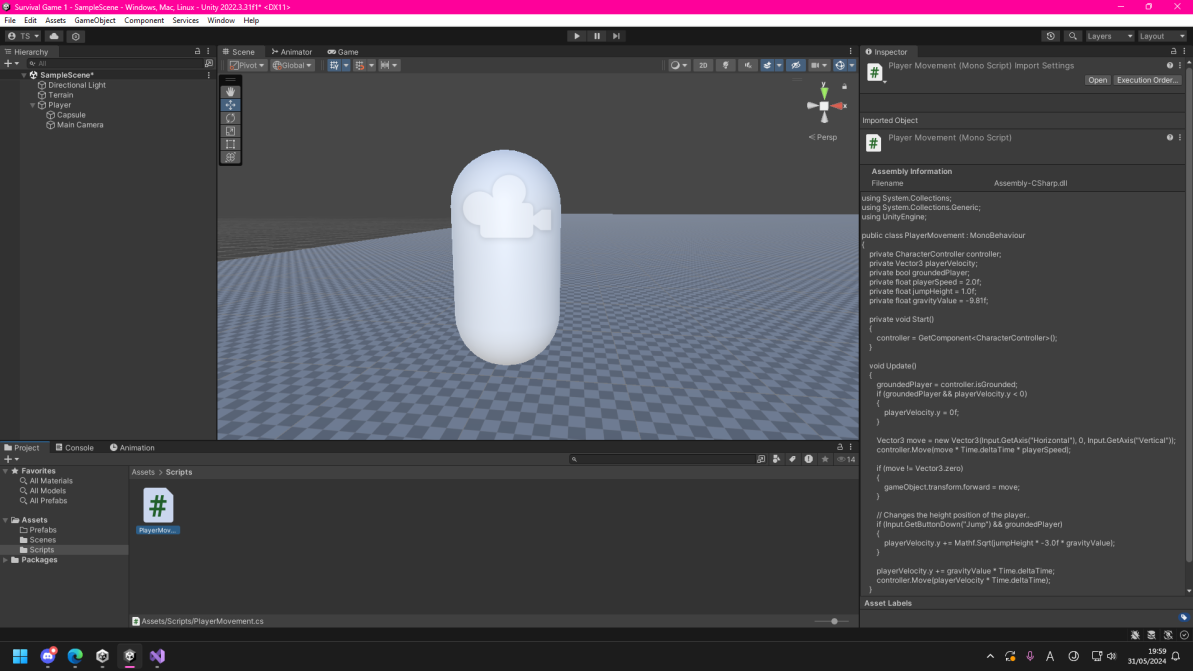 Survival Game 1 - SampleScene - Windows, Mac, Linux - Unity 2022.3.31f1* <DX11>
File Edit Assets GameObject Component Services Window Help
TS
Layers
Layout
Hierarchy
All
SampleScene*
Directional Light
Terrain
Player
Capsule
Main Camera
Scene Animator Game
Pivot Global
2D
y
x
Persp
Project Console Animation
14
Favorites
All Materials
All Models
All Prefabs
Assets
Prefabs
Scenes
Scripts
Packages
Assets > Scripts
#
PlayerMov...
Assets/Scripts/PlayerMovement.cs
Inspector
Player Movement (Mono Script) Import Settings
Open Execution Order...
Imported Object
Player Movement (Mono Script)
Assembly Information
Filename Assembly-CSharp.dll
using System.Collections;
using System.Collections.Generic;
using UnityEngine;
public class PlayerMovement : MonoBehaviour
{
private CharacterController controller;
private Vector3 playerVelocity;
private bool groundedPlayer;
private float playerSpeed = 2.0f;
private float jumpHeight = 1.0f;
private float gravityValue = -9.81f;
private void Start()
{
controller = GetComponent<CharacterController>();
}
void Update()
{
groundedPlayer = controller.isGrounded;
if (groundedPlayer && playerVelocity.y < 0)
{
playerVelocity.y = 0f;
}
Vector3 move = new Vector3(Input.GetAxis("Horizontal"), 0, Input.GetAxis("Vertical"));
controller.Move(move * Time.deltaTime * playerSpeed);
if (move != Vector3.zero)
{
gameObject.transform.forward = move;
}
// Changes the height position of the player..
if (Input.GetButtonDown("Jump") && groundedPlayer)
{
playerVelocity.y += Mathf.Sqrt(jumpHeight * -3.0f * gravityValue);
}
playerVelocity.y += gravityValue * Time.deltaTime;
controller.Move(playerVelocity * Time.deltaTime);
}
Asset Labels
19:59
31/05/2024